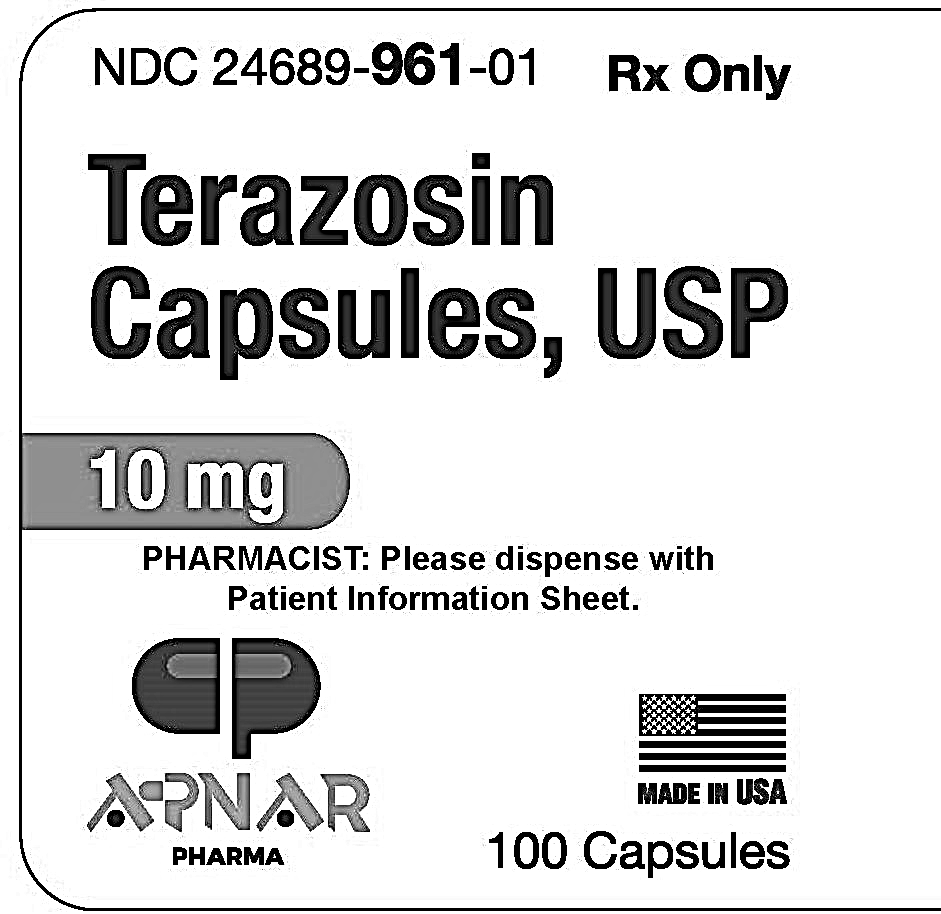 NDC 24689-961-01 Rx Only
Terazosin
Capsules, USP
10 mg
PHARMACIST: Please dispense with
Patient Information Sheet.
APNAR
PHARMA
MADE IN USA
100 Capsules